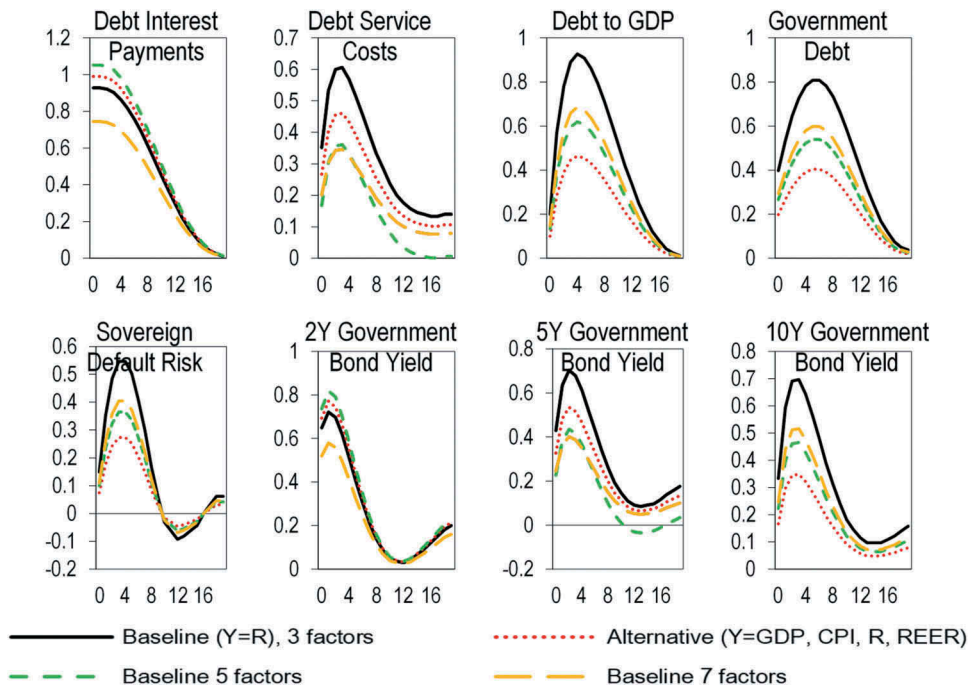 Debt Interest Payments
1.2
1
0.8
0.6
0.4
0.2
0
0 4 8 12 16
Debt Service Costs
0.7
0.6
0.5
0.4
0.3
0.2
0.1
0
0 4 8 12 16
Debt to GDP
1
0.8
0.6
0.4
0.2
0
0 4 8 12 16
Government Debt
1
0.8
0.6
0.4
0.2
0
0 4 8 12 16
Sovereign Default Risk
0.6
0.5
0.4
0.3
0.2
0.1
0
-0.1
-0.2
0 4 8 12 16
2Y Government Bond Yield
1
0.8
0.6
0.4
0.2
0
0 4 8 12 16
5Y Government Bond Yield
0.8
0.6
0.4
0.2
0
-0.2
0 4 8 12 16
10Y Government Bond Yield
0.8
0.7
0.6
0.5
0.4
0.3
0.2
0.1
0
0 4 8 12 16
Baseline (Y=R), 3 factors
Alternative (Y=GDP, CPI, R, REER)
Baseline 5 factors
Baseline 7 factors